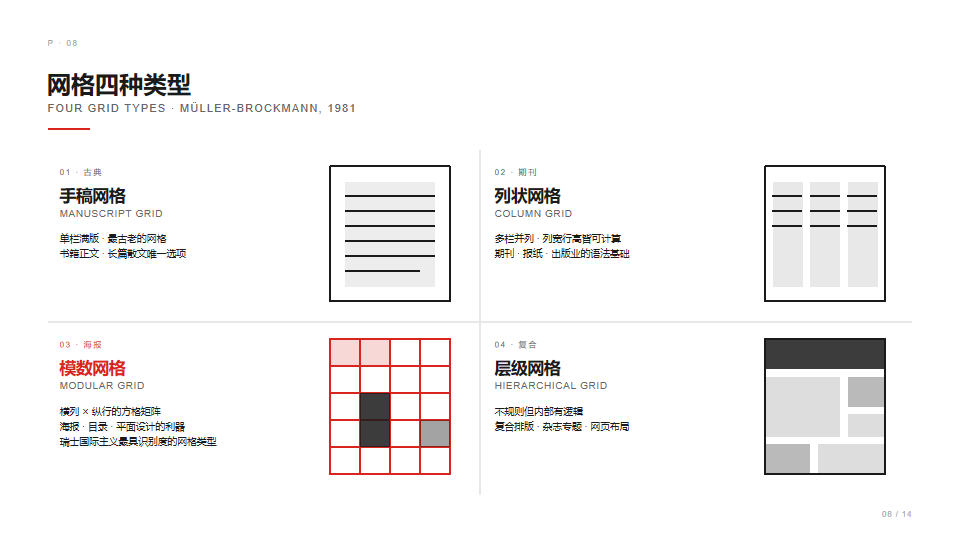 P · 08
网格四种类型
FOUR GRID TYPES · MÜLLER-BROCKMANN, 1981
01 · 古典
手稿网格
MANUSCRIPT GRID
单栏满版 · 最古老的网格
书籍正文 · 长篇散文唯一选项
02 · 期刊
列状网格
COLUMN GRID
多栏并列 · 列宽行高皆可计算
期刊 · 报纸 · 出版业的语法基础
03 · 海报
模数网格
MODULAR GRID
横列 × 纵行的方格矩阵
海报 · 目录 · 平面设计的利器
瑞士国际主义最具识别度的网格类型
04 · 复合
层级网格
HIERARCHICAL GRID
不规则但内部有逻辑
复合排版 · 杂志专题 · 网页布局
08 / 14